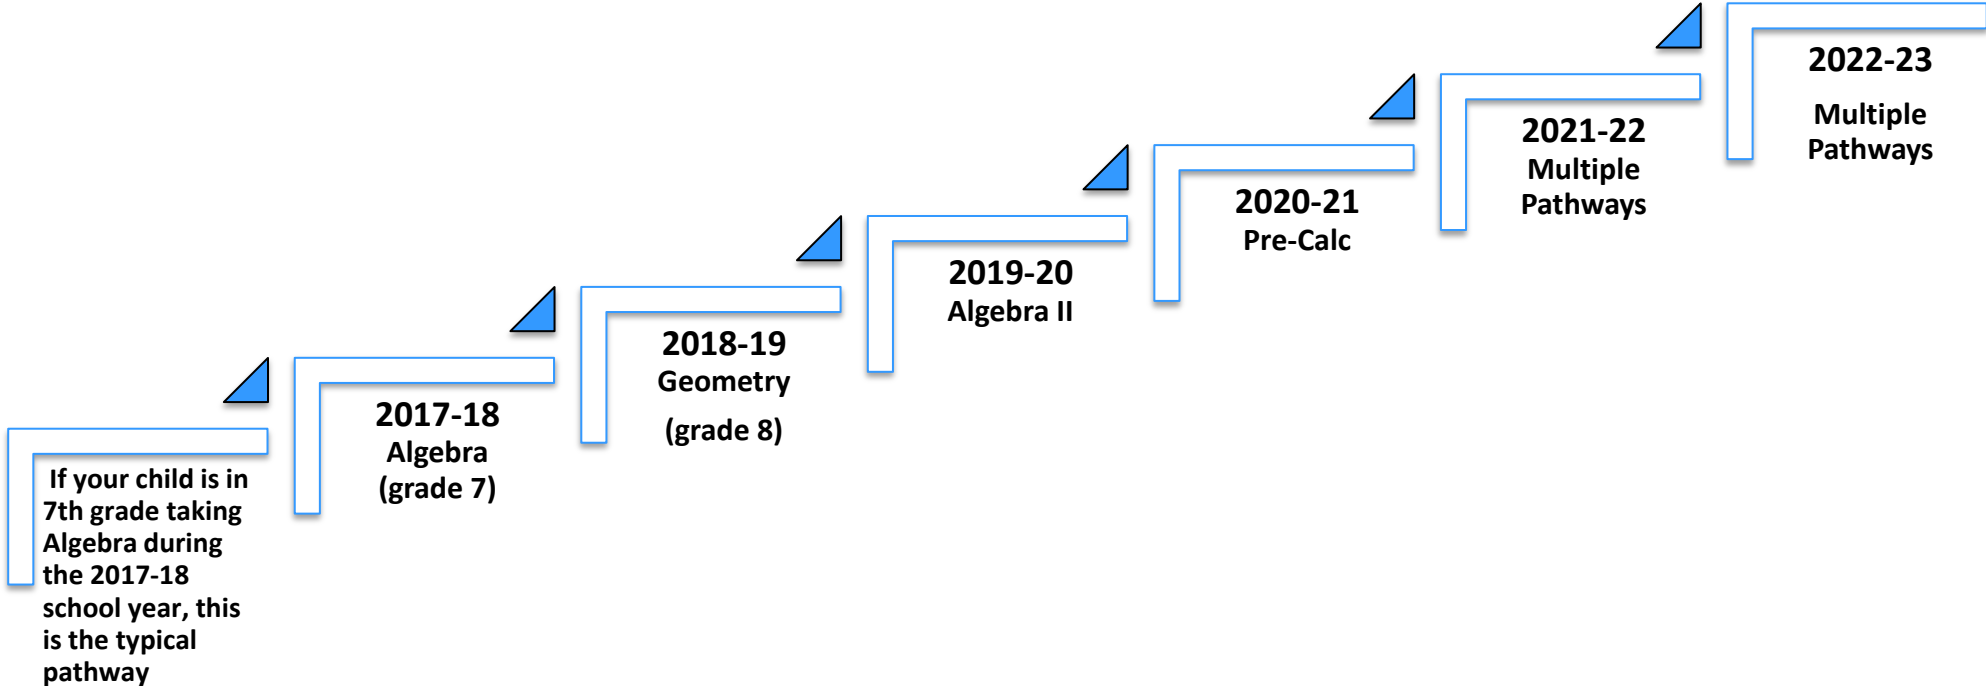 If your child is in
7th grade taking
Algebra during
the 2017-18
school year, this
is the typical
pathway
2017-18
Algebra
(grade 7)
2018-19
Geometry
(grade 8)
2019-20
Algebra II
2020-21
Pre-Calc
2021-22
Multiple
Pathways
2022-23
Multiple
Pathways